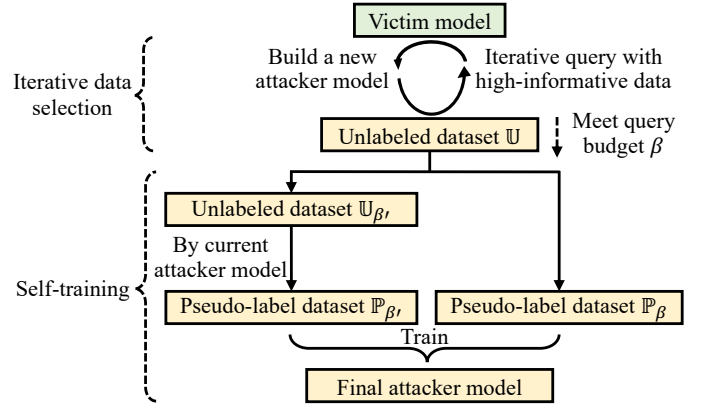 Victim model
Build a new
attacker model
Iterative query with
high-informative data
Iterative data
selection
Unlabeled dataset 𝕌
Meet query
budget β
Unlabeled dataset 𝕌β′
By current
attacker model
Self-training
Pseudo-label dataset ℙβ′
Pseudo-label dataset ℙβ
Train
Final attacker model